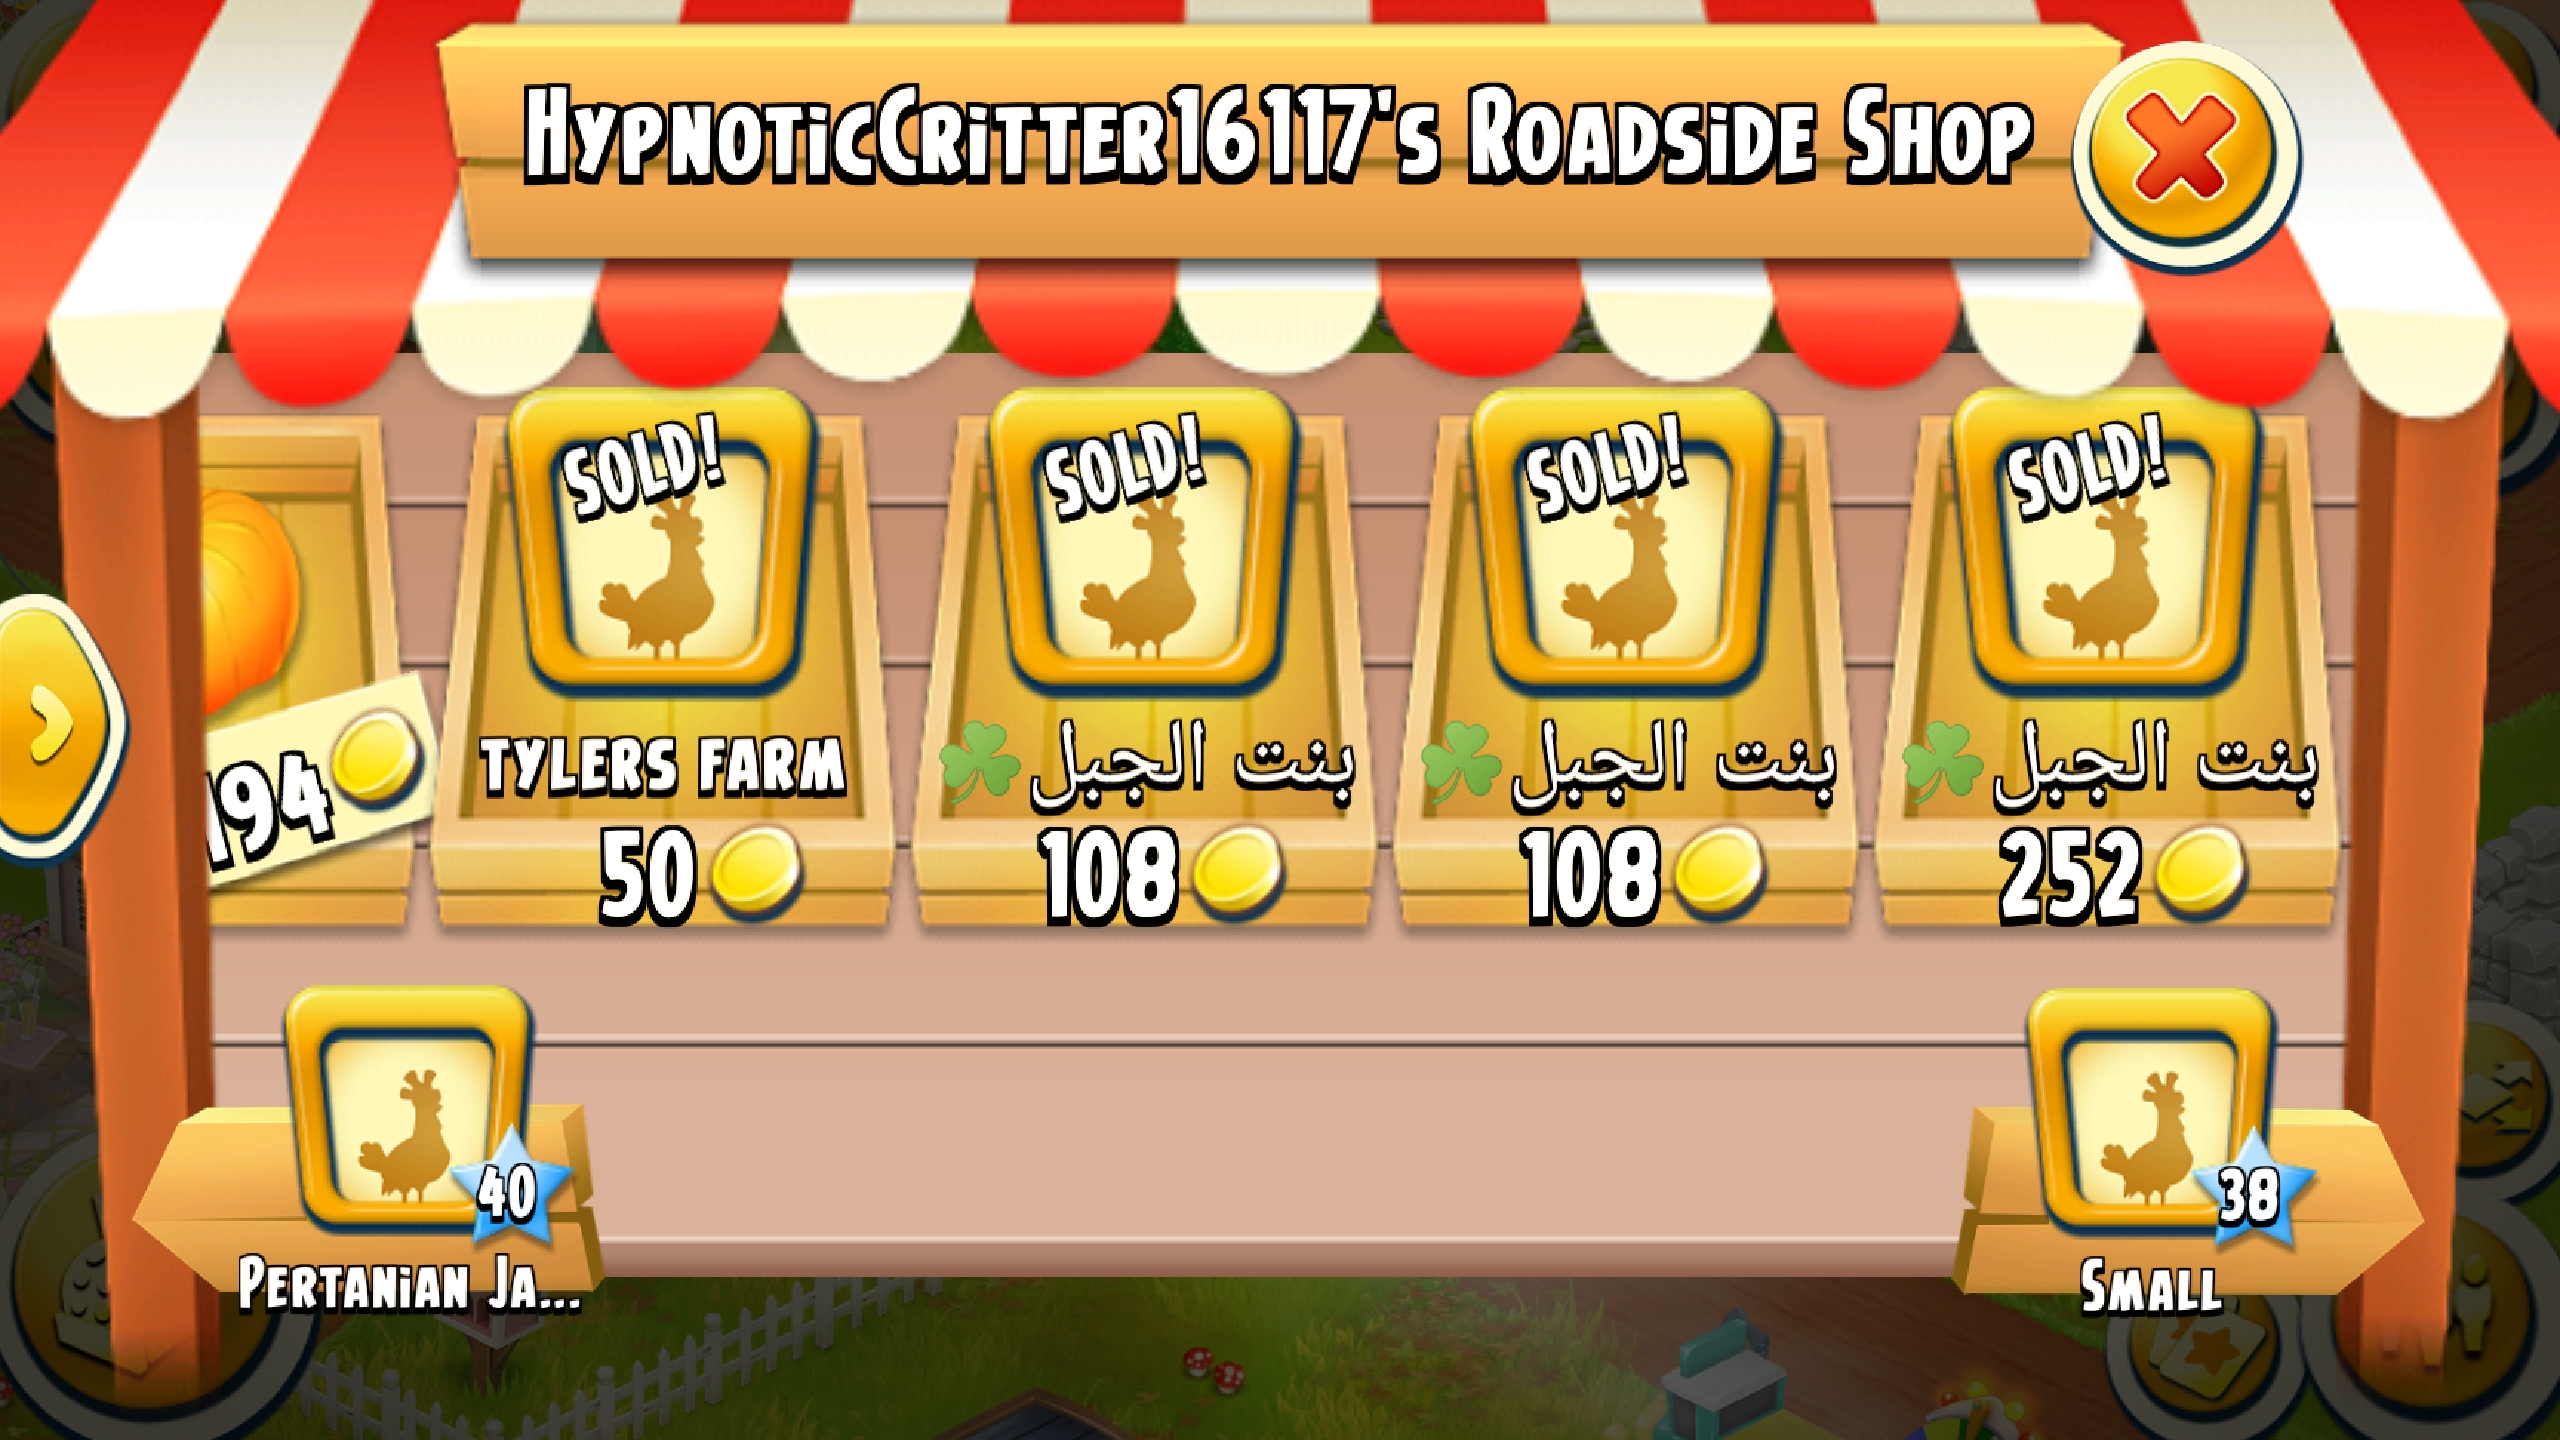 HypnoticCritter16117's Roadside Shop
SOLD!
SOLD!
SOLD!
SOLD!
194
TYLERS FARM
بنت الجبل☘
بنت الجبل☘
بنت الجبل☘
50
108
108
252
40
38
Pertanian Ja...
Small